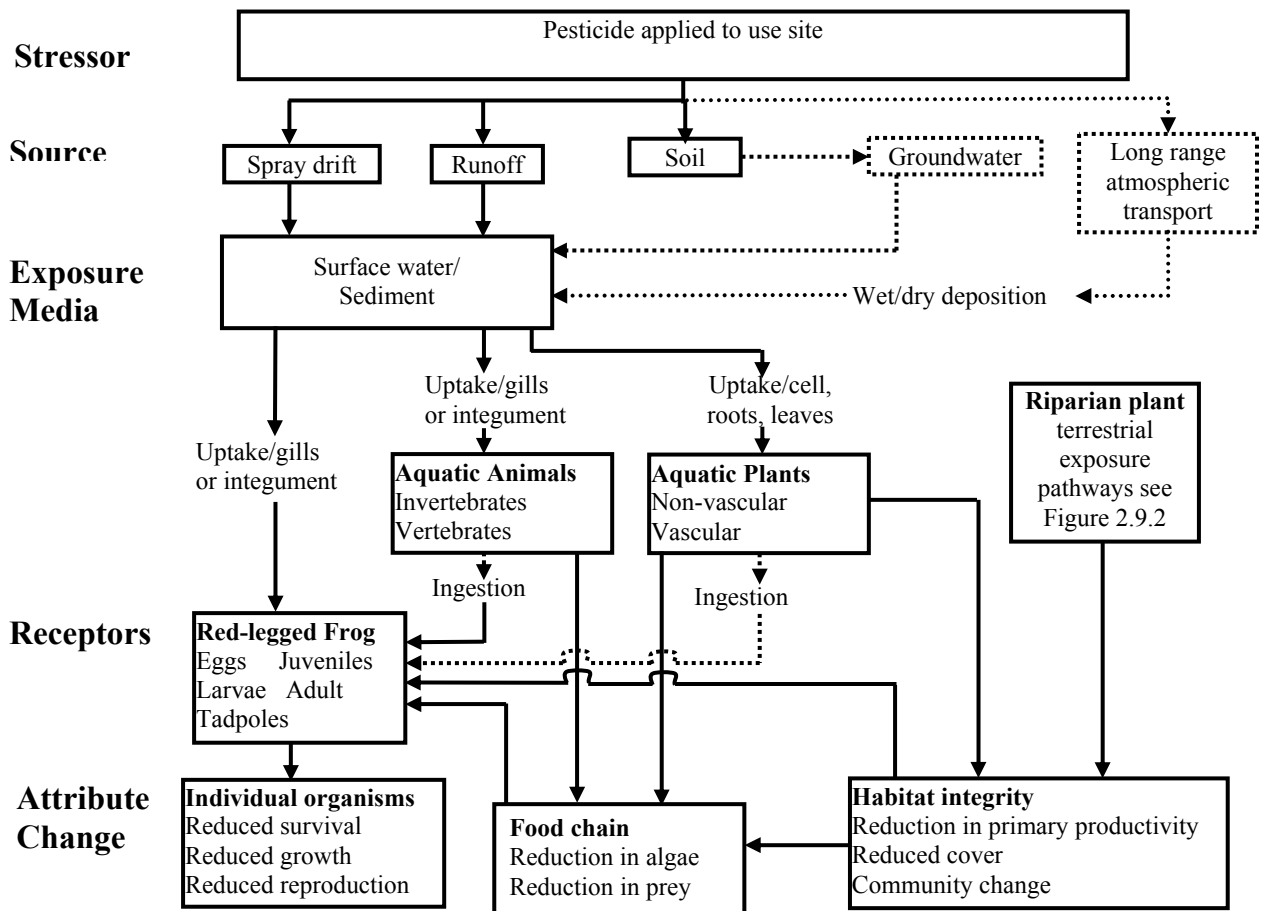 Stressor
Pesticide applied to use site
Source
Spray drift
Runoff
Soil
Groundwater
Long range
atmospheric
transport
Exposure
Media
Surface water/
Sediment
Wet/dry deposition
Uptake/gills
or integument
Uptake/gills
or integument
Uptake/cell,
roots, leaves
Riparian plant
terrestrial
exposure
pathways see
Figure 2.9.2
Aquatic Animals
Invertebrates
Vertebrates
Aquatic Plants
Non-vascular
Vascular
Ingestion
Ingestion
Receptors
Red-legged Frog
Eggs Juveniles
Larvae Adult
Tadpoles
Attribute
Change
Individual organisms
Reduced survival
Reduced growth
Reduced reproduction
Food chain
Reduction in algae
Reduction in prey
Habitat integrity
Reduction in primary productivity
Reduced cover
Community change